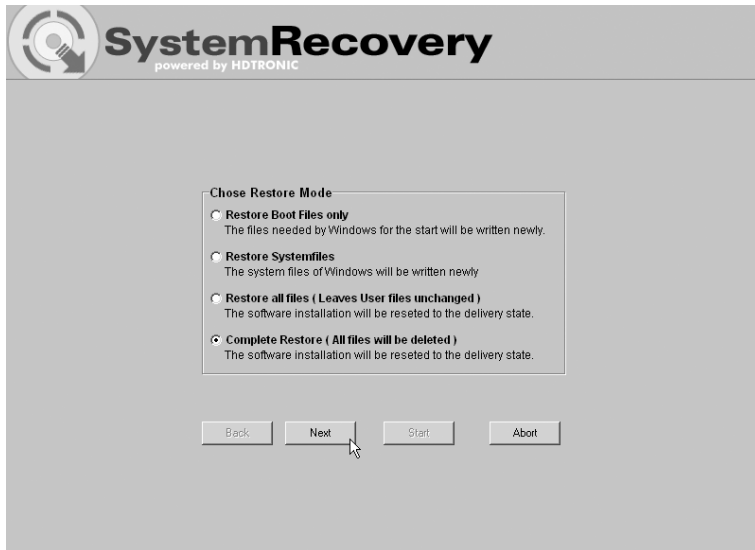 SystemRecovery
powered by HDTRONIC
Chose Restore Mode
Restore Boot Files only
The files needed by Windows for the start will be written newly.
Restore Systemfiles
The system files of Windows will be written newly
Restore all files ( Leaves User files unchanged )
The software installation will be reseted to the delivery state.
Complete Restore ( All files will be deleted )
The software installation will be reseted to the delivery state.
Back Next Start Abort